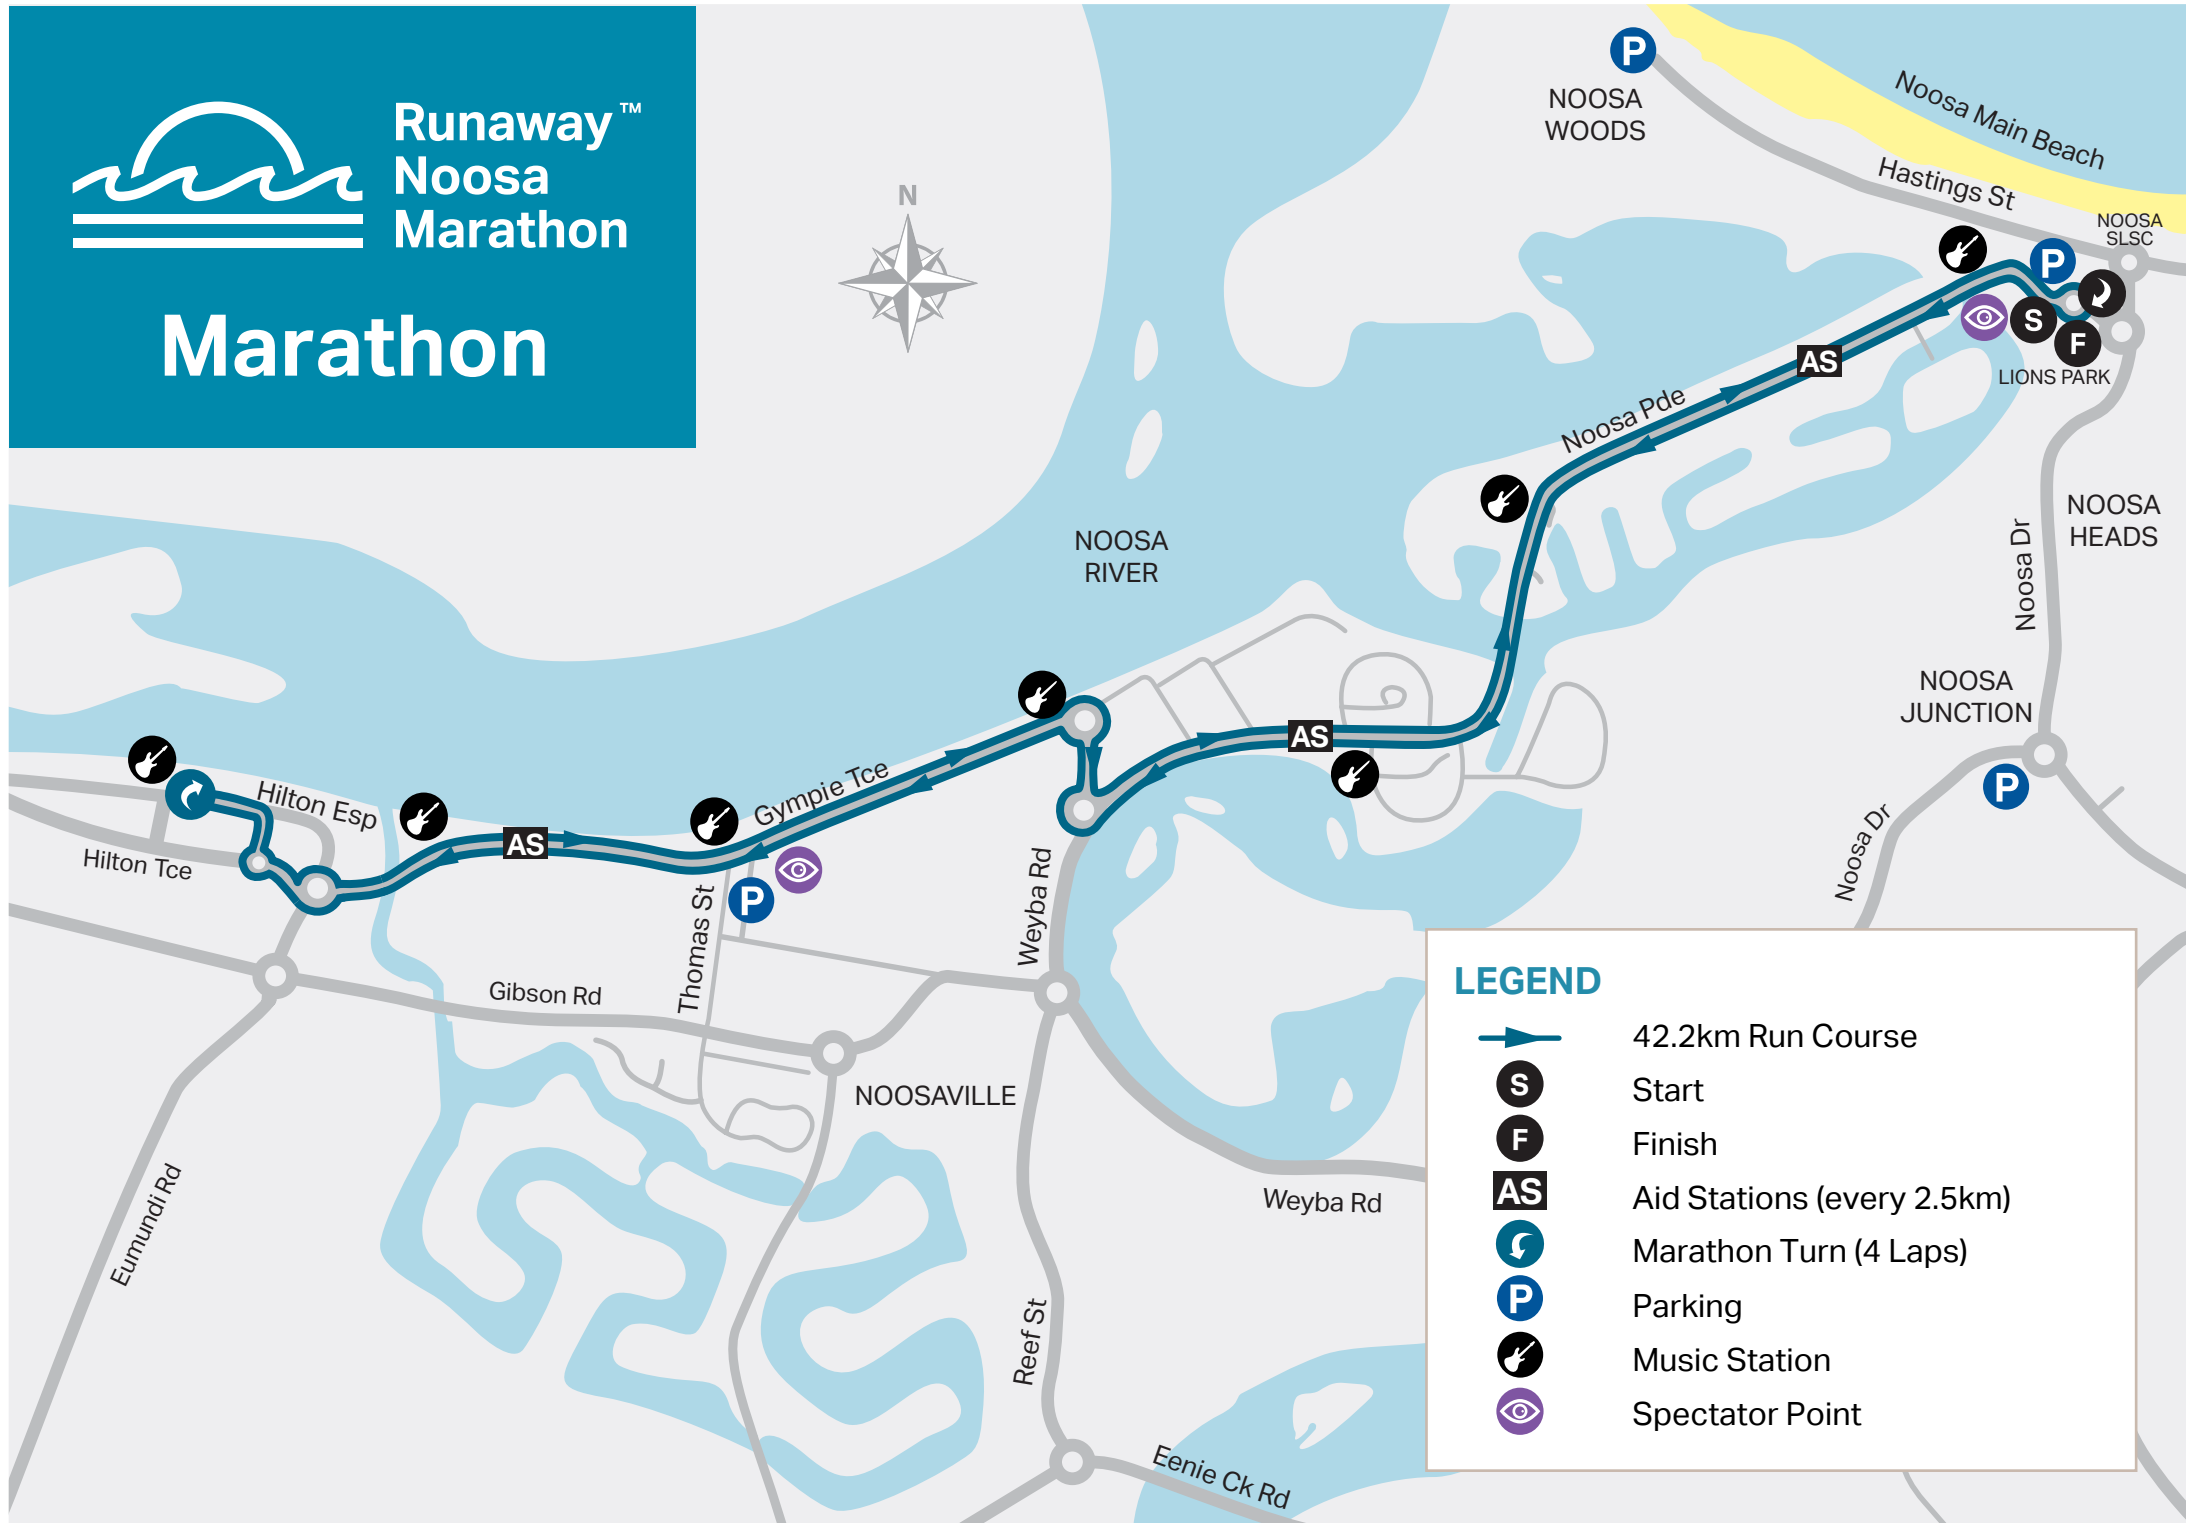 Runaway™
Noosa
Marathon
Marathon
N
P
NOOSA
WOODS
Noosa Main Beach
Hastings St
NOOSA
SLSC
P
S
F
LIONS PARK
AS
Noosa Pde
NOOSA
HEADS
Noosa Dr
NOOSA
RIVER
NOOSA
JUNCTION
P
Noosa Dr
AS
Gympie Tce
Hilton Esp
Hilton Tce
AS
P
Thomas St
Weyba Rd
Gibson Rd
NOOSAVILLE
Eumundi Rd
Weyba Rd
Reef St
Eenie Ck Rd
LEGEND
42.2km Run Course
S Start
F Finish
AS Aid Stations (every 2.5km)
Marathon Turn (4 Laps)
P Parking
Music Station
Spectator Point